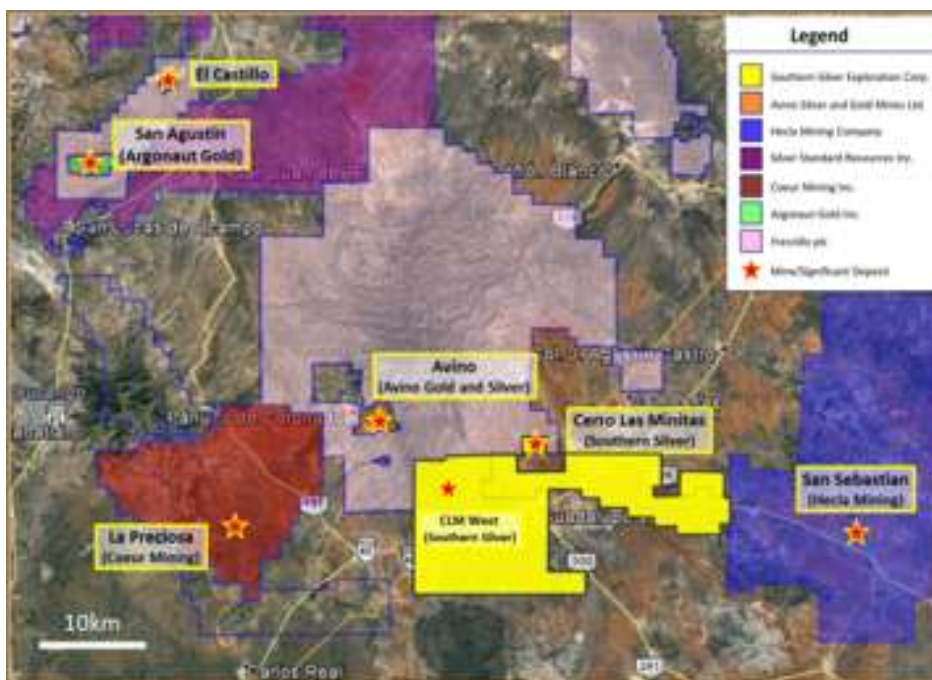 Legend
Southern Silver Exploration Corp.
Avino Silver and Gold Mines Ltd
Hecla Mining Company
Silver Standard Resources Inc.
Coeur Mining Inc.
Argonaut Gold Inc.
Fresnillo plc
Mine/Significant Deposit
El Castillo
San Agustin
(Argonaut Gold)
Avino
(Avino Gold and Silver)
Cerro Las Minitas
(Southern Silver)
San Sebastian
(Hecla Mining)
CLM West
(Southern Silver)
La Preciosa
(Coeur Mining)
10km
Carlos Real